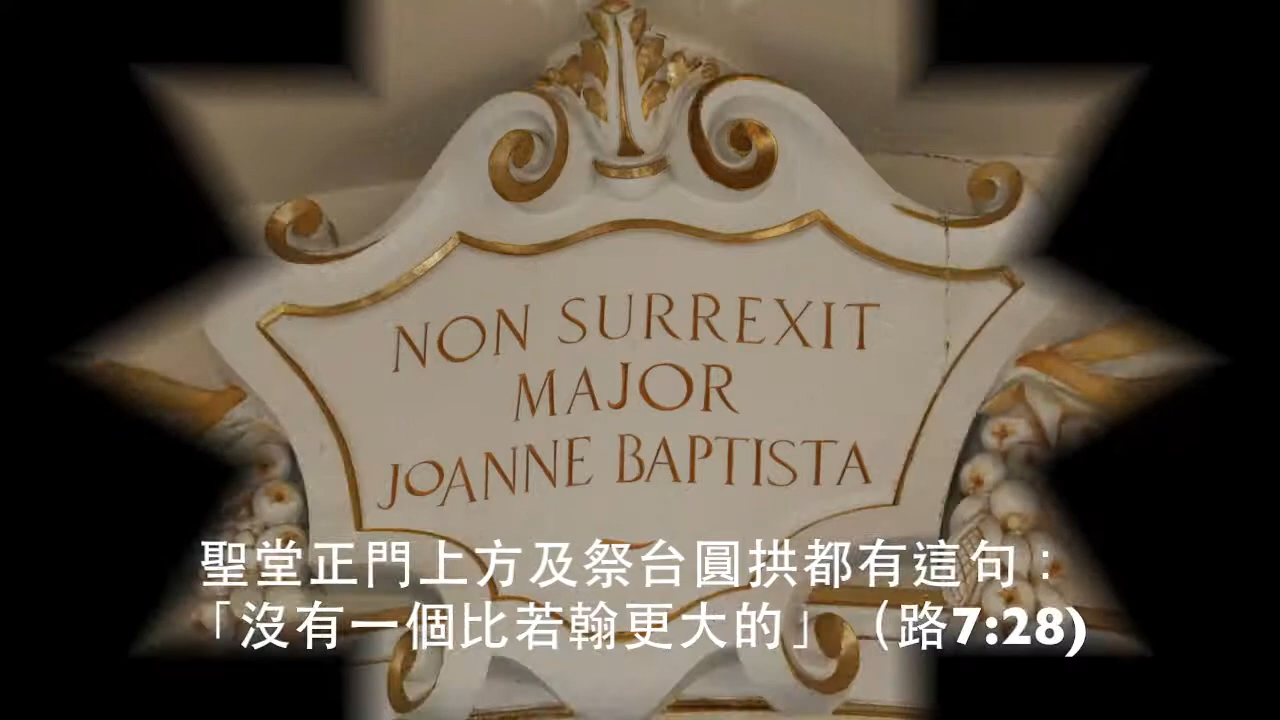 NON SURREXIT
MAJOR
JOANNE BAPTISTA
聖堂正門上方及祭台圓拱都有這句：
「沒有一個比若翰更大的」（路7:28)